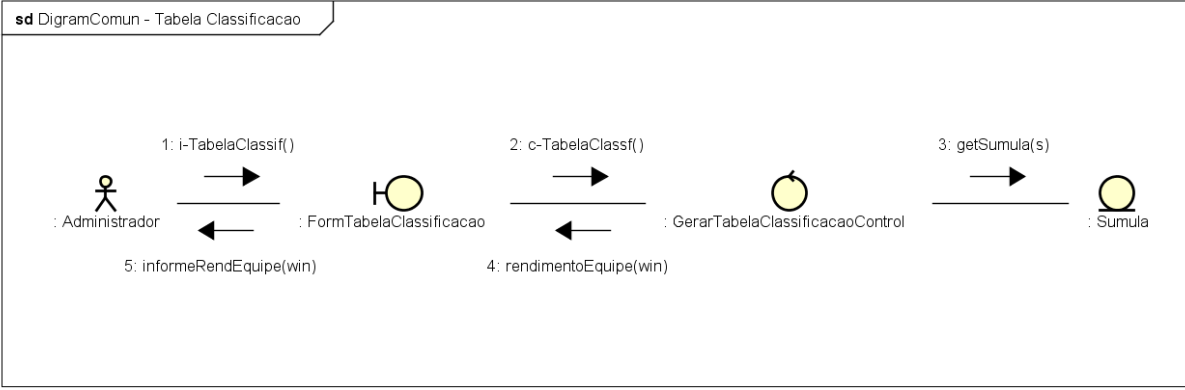 sd DigramComun - Tabela Classificacao
1: i-TabelaClassif()
2: c-TabelaClassf()
3: getSumula(s)
: Administrador
: FormTabelaClassificacao
: GerarTabelaClassificacaoControl
: Sumula
5: informeRendEquipe(win)
4: rendimentoEquipe(win)